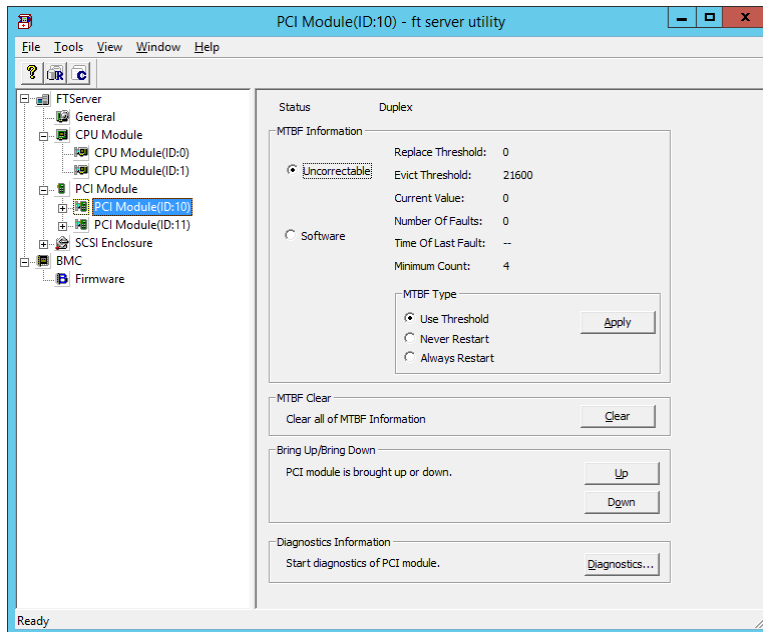 PCI Module(ID:10) - ft server utility
File Tools View Window Help
FTServer
General
CPU Module
CPU Module(ID:0)
CPU Module(ID:1)
PCI Module
PCI Module(ID:10)
PCI Module(ID:11)
SCSI Enclosure
BMC
Firmware
Status Duplex
MTBF Information
Uncorrectable
Software
Replace Threshold: 0
Evict Threshold: 21600
Current Value: 0
Number Of Faults: 0
Time Of Last Fault: --
Minimum Count: 4
MTBF Type
Use Threshold
Never Restart
Always Restart
Apply
MTBF Clear
Clear all of MTBF Information
Clear
Bring Up/Bring Down
PCI module is brought up or down.
Up
Down
Diagnostics Information
Start diagnostics of PCI module.
Diagnostics...
Ready